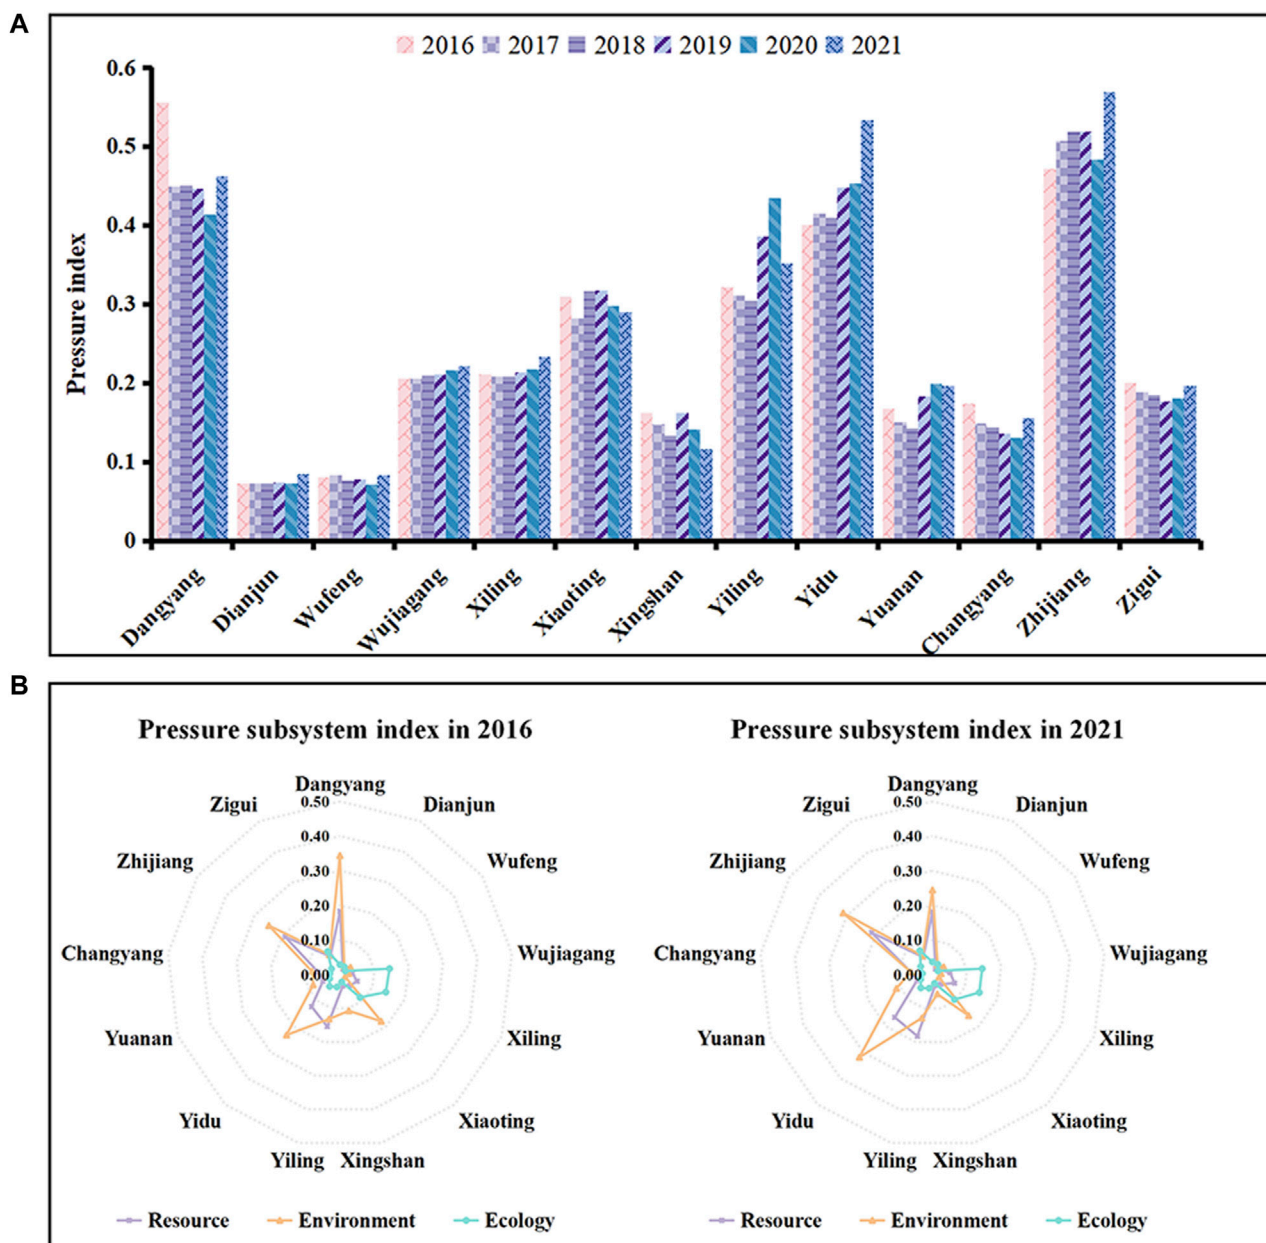 A
2016 2017 2018 2019 2020 2021
Pressure index
0.6
0.5
0.4
0.3
0.2
0.1
0
Dangyang Dianjun Wufeng Wujiagang Xiling Xiaoting Xingshan Yiling Yidu Yuanan Changyang Zhijiang Zigui
B
Pressure subsystem index in 2016
Dangyang
Zigui 0.50 Dianjun
0.40
Zhijiang Wufeng
0.30
0.20
Changyang 0.10 Wujiagang
0.00
Yuanan Xiling
Yidu Xiaoting
Yiling Xingshan
Resource Environment Ecology
Pressure subsystem index in 2021
Dangyang
Zigui 0.50 Dianjun
0.40
Zhijiang Wufeng
0.30
0.20
Changyang 0.10 Wujiagang
0.00
Yuanan Xiling
Yidu Xiaoting
Yiling Xingshan
Resource Environment Ecology